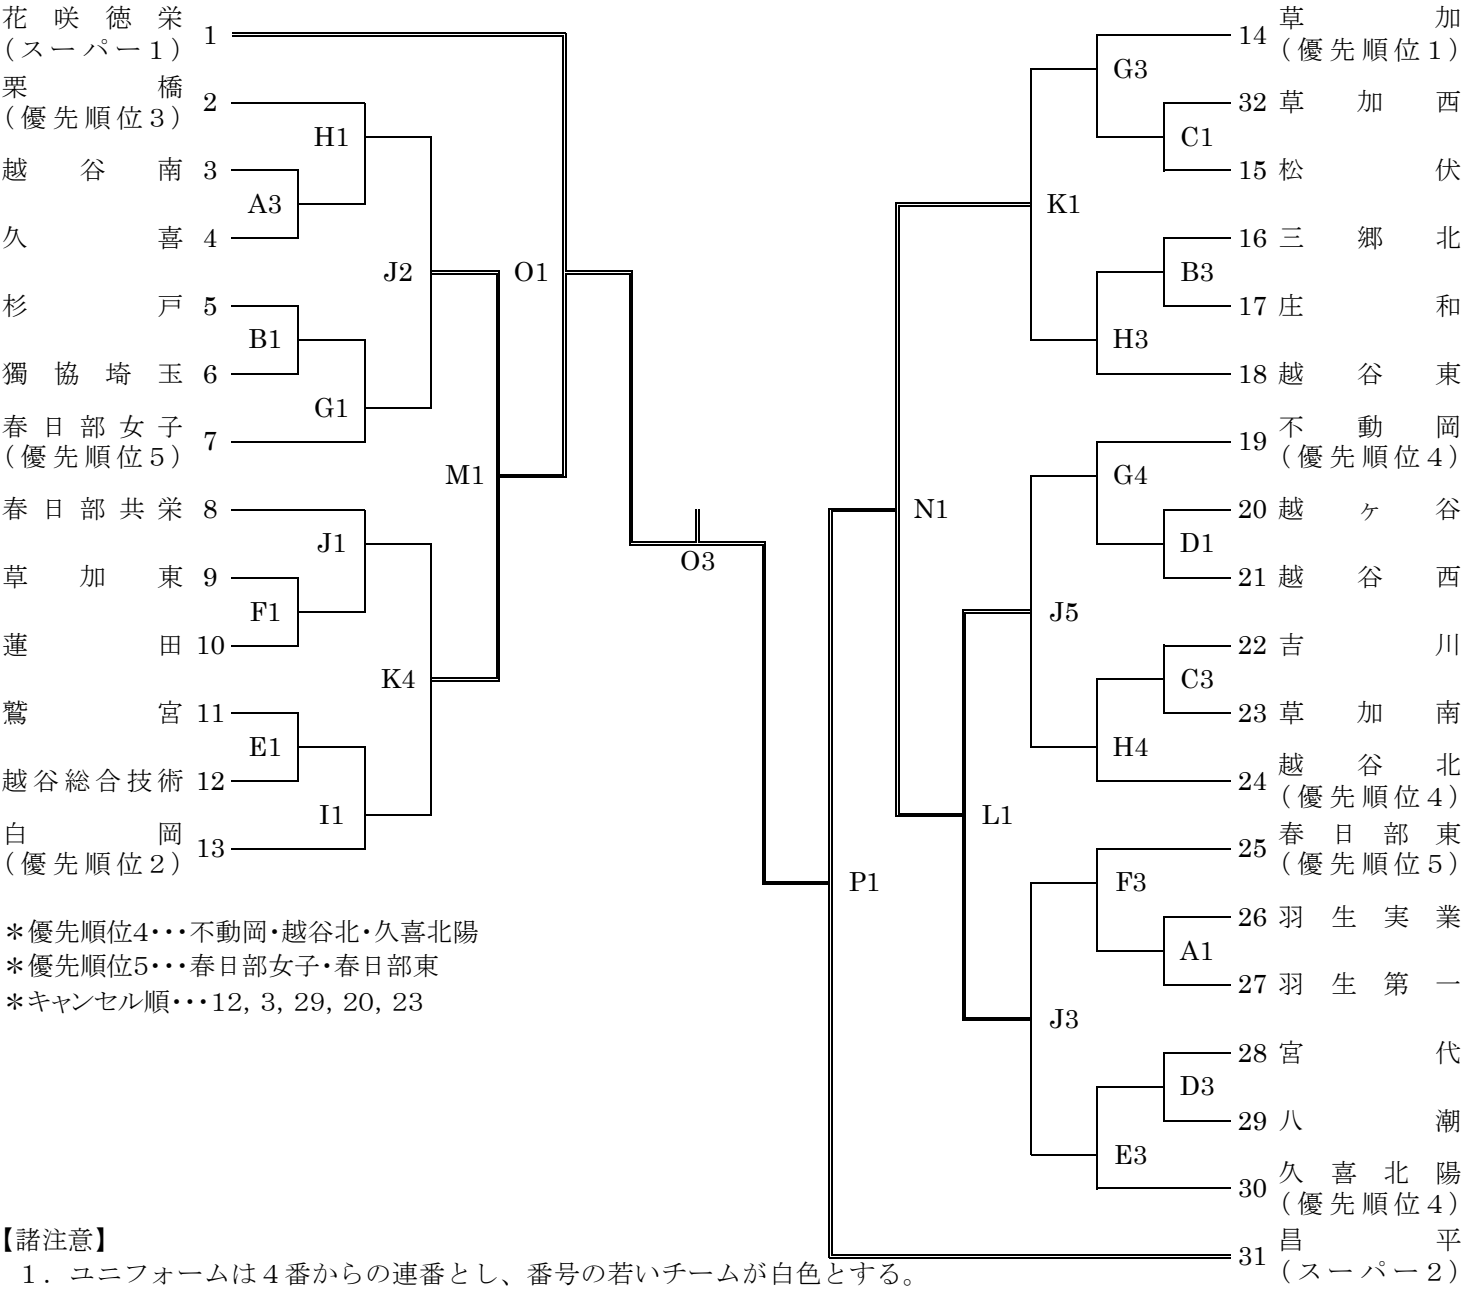 花咲徳栄
(スーパー1)
1
栗橋
(優先順位3)
2
H1
越谷南 3
A3
久喜 4
J2
O1
杉戸 5
B1
獨協埼玉 6
G1
春日部女子
(優先順位5)
7
M1
春日部共栄 8
J1
草加東 9
F1
蓮田 10
K4
鷲宮 11
E1
越谷総合技術 12
I1
白岡
(優先順位2)
13
O3
14
草加
(優先順位1)
G3
32 草加西
C1
15 松伏
K1
16 三郷北
B3
17 庄和
H3
18 越谷東
19
不動岡
(優先順位4)
G4
N1
20 越ヶ谷
D1
21 越谷西
J5
22 吉川
C3
23 草加南
H4
24
越谷北
(優先順位4)
L1
25
春日部東
(優先順位5)
P1
F3
26 羽生実業
A1
27 羽生第一
J3
28 宮代
D3
29 八潮
E3
30
久喜北陽
(優先順位4)
31
昌平
(スーパー2)
＊優先順位4･･･不動岡･越谷北･久喜北陽
＊優先順位5･･･春日部女子･春日部東
＊キャンセル順･･･12, 3, 29, 20, 23
【諸注意】
１．ユニフォームは４番からの連番とし、番号の若いチームが白色とする。